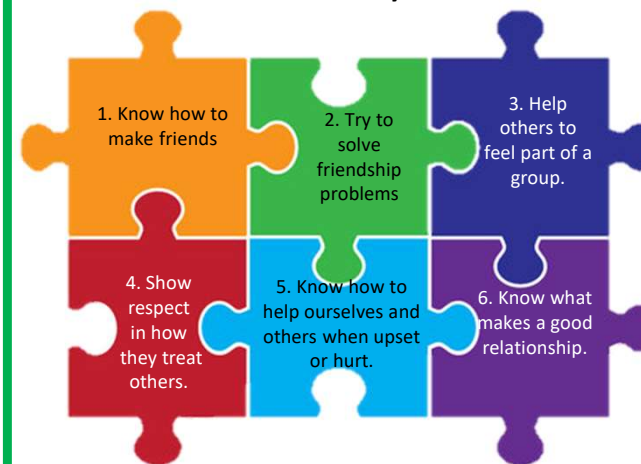 1. Know how to
make friends
2. Try to
solve
friendship
problems
3. Help
others to
feel part of a
group.
4. Show
respect
in how
they treat
others.
5. Know how to
help ourselves and
others when upset
or hurt.
6. Know what
makes a good
relationship.